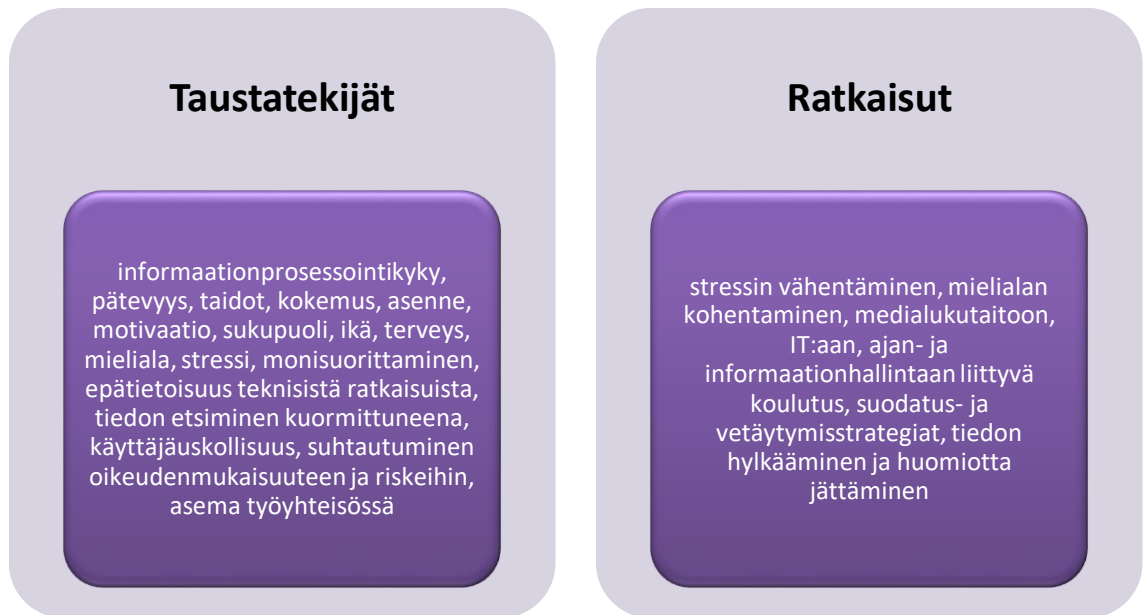 Taustatekijät
informaationprosessointikyky,
pätevyys, taidot, kokemus, asenne,
motivaatio, sukupuoli, ikä, terveys,
mieliala, stressi, monisuorittaminen,
epätietoisuus teknisistä ratkaisuista,
tiedon etsiminen kuormittuneena,
käyttäjäuskollisuus, suhtautuminen
oikeudenmukaisuuteen ja riskeihin,
asema työyhteisössä
Ratkaisut
stressin vähentäminen, mielialan
kohentaminen, medialukutaitoon,
IT:aan, ajan- ja
informaationhallintaan liittyvä
koulutus, suodatus- ja
vetäytymisstrategiat, tiedon
hylkääminen ja huomiotta
jättäminen